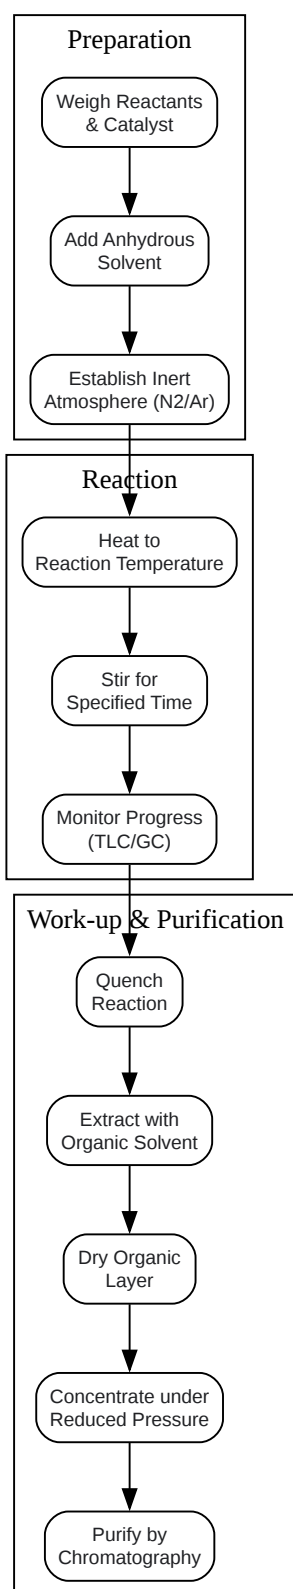 Preparation
Weigh Reactants
& Catalyst
Add Anhydrous
Solvent
Establish Inert
Atmosphere (N2/Ar)
Reaction
Heat to
Reaction Temperature
Stir for
Specified Time
Monitor Progress
(TLC/GC)
Work-up & Purification
Quench
Reaction
Extract with
Organic Solvent
Dry Organic
Layer
Concentrate under
Reduced Pressure
Purify by
Chromatography